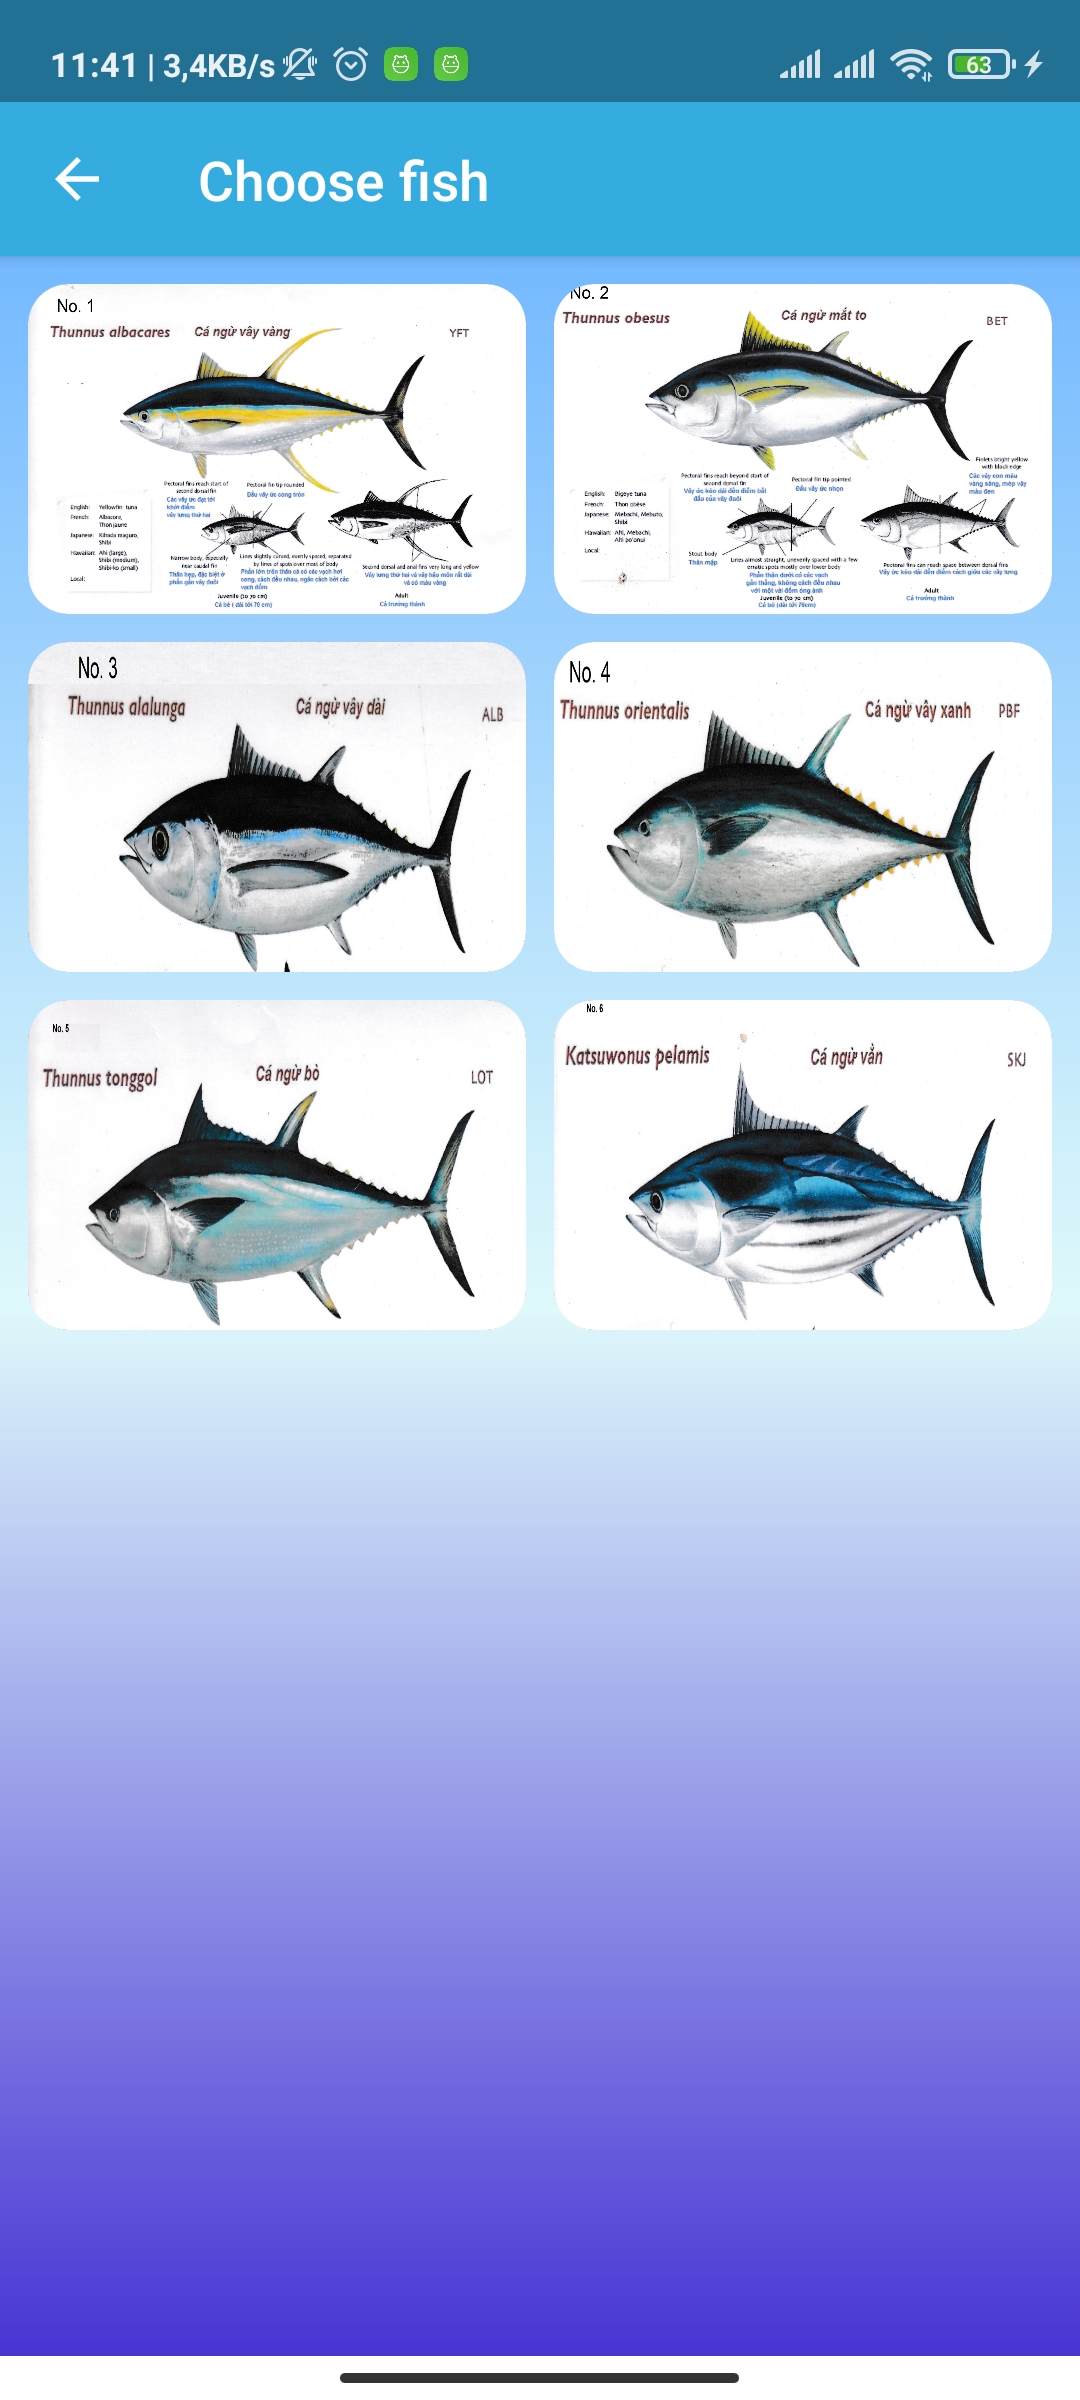 11:41 | 3,4KB/s
63
Choose fish
No. 1
Thunnus albacares Cá ngừ vây vàng YFT
Pectoral fins reach start of
second dorsal fin
Các vây ức đạt tới
khởi điểm
vây lưng thứ hai
Pectoral fin tip rounded
Đầu vây ức cong tròn
English: Yellowfin tuna
French: Albacore,
Thon jaune
Japanese: Kihada maguro,
Shibi
Hawaiian: Ahi (large),
Shibi (medium),
Shibi-ko (small)
Local:
Narrow body, especially
near caudal fin
Thân hẹp, đặc biệt ở
phần gần vây đuôi
Lines slightly curved, evenly spaced, separated
by lines of spots over most of body
Phần lớn trên thân cá có các vạch hơi
cong, cách đều nhau, ngăn cách bởi các
vạch đốm
Juvenile (to 70 cm)
Cá bé ( dài tới 70 cm)
Second dorsal and anal fins very long and yellow
Vây lưng thứ hai và vây hậu môn rất dài
và có màu vàng
Adult
Cá trưởng thành
No. 2
Thunnus obesus Cá ngừ mắt to BET
Pectoral fins reach beyond start of
second dorsal fin
Vây ức kéo dài đến điểm bắt
đầu của vây đuôi
Pectoral fin tip pointed
Đầu vây ức nhọn
Finlets bright yellow
with black edge
Các vây con màu
vàng sáng, mép vây
màu đen
English: Bigeye tuna
French: Thon obèse
Japanese: Mebachi, Mebuto,
Shibi
Hawaiian: Ahi, Mebachi,
Ahi po'onui
Local:
Stout body
Thân mập
Lines almost straight, unevenly spaced with a few
erratic spots mostly over lower body
Phần thân dưới có các vạch
gần thẳng, không cách đều nhau
với một vài đốm óng ánh
Juvenile (to 70 cm)
Cá bé (dài tới 70cm)
Pectoral fins can reach space between dorsal fins
Vây ức kéo dài đến điểm cách giữa các vây lưng
Adult
Cá trưởng thành
No. 3
Thunnus alalunga Cá ngừ vây dài ALB
No. 4
Thunnus orientalis Cá ngừ vây xanh PBF
No. 5
Thunnus tonggol Cá ngừ bò LOT
No. 6
Katsuwonus pelamis Cá ngừ vằn SKJ